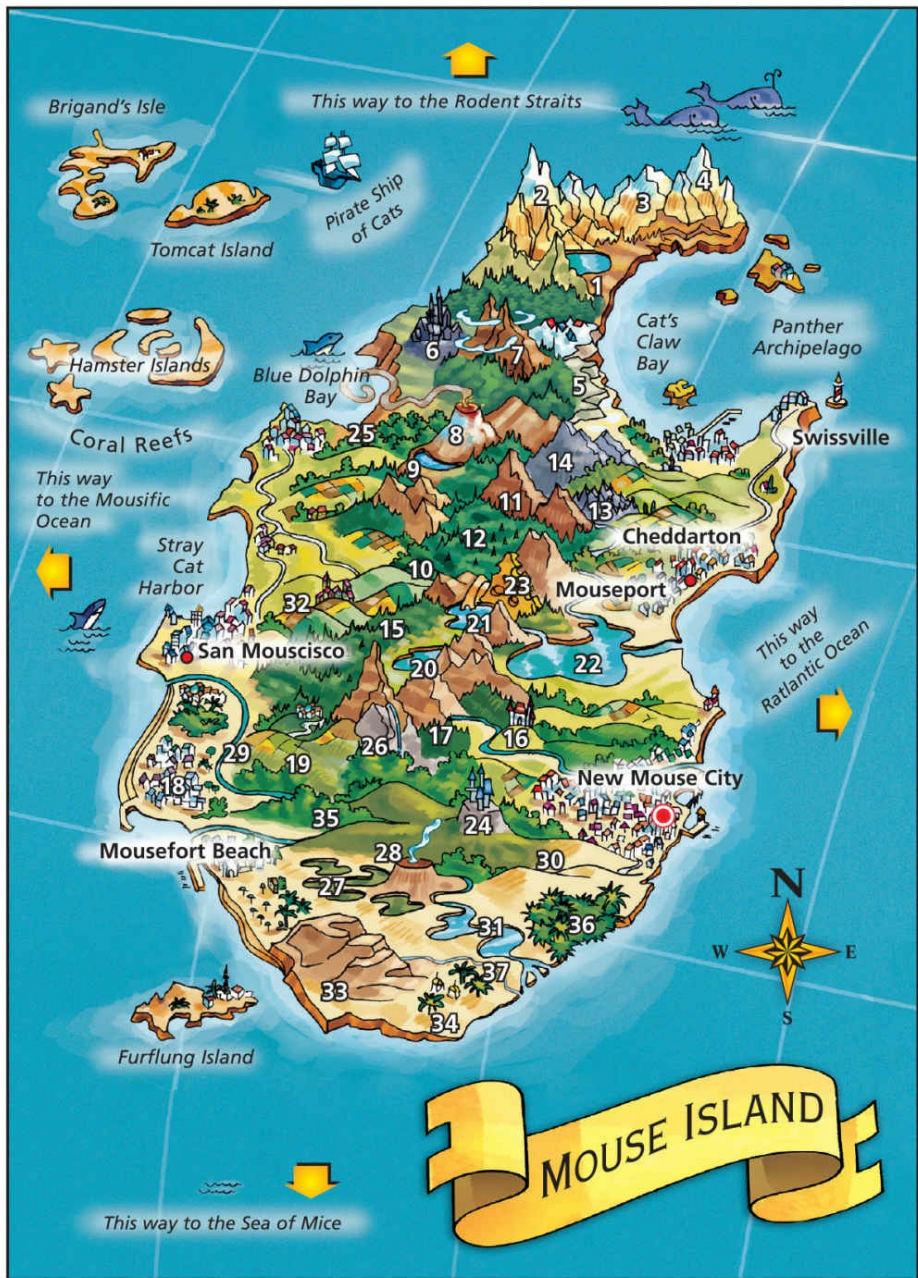 This way to the Rodent Straits
Brigand's Isle
Pirate Ship
of Cats
Tomcat Island
2
3
4
1
Cat's
Claw
Bay
Panther
Archipelago
Hamster Islands
Blue Dolphin
Bay
6
7
5
Coral Reefs
25
8
Swissville
This way
to the Mousific
Ocean
9
14
11
13
Stray
Cat
Harbor
12
Cheddarton
10
23
Mouseport
32
15
21
San Mouscisco
20
22
This way
to the
Ratlantic Ocean
29
26
17
16
19
18
New Mouse City
35
24
Mousefort Beach
28
30
27
31
36
N
W
E
S
33
37
34
Furflung Island
MOUSE ISLAND
This way to the Sea of Mice